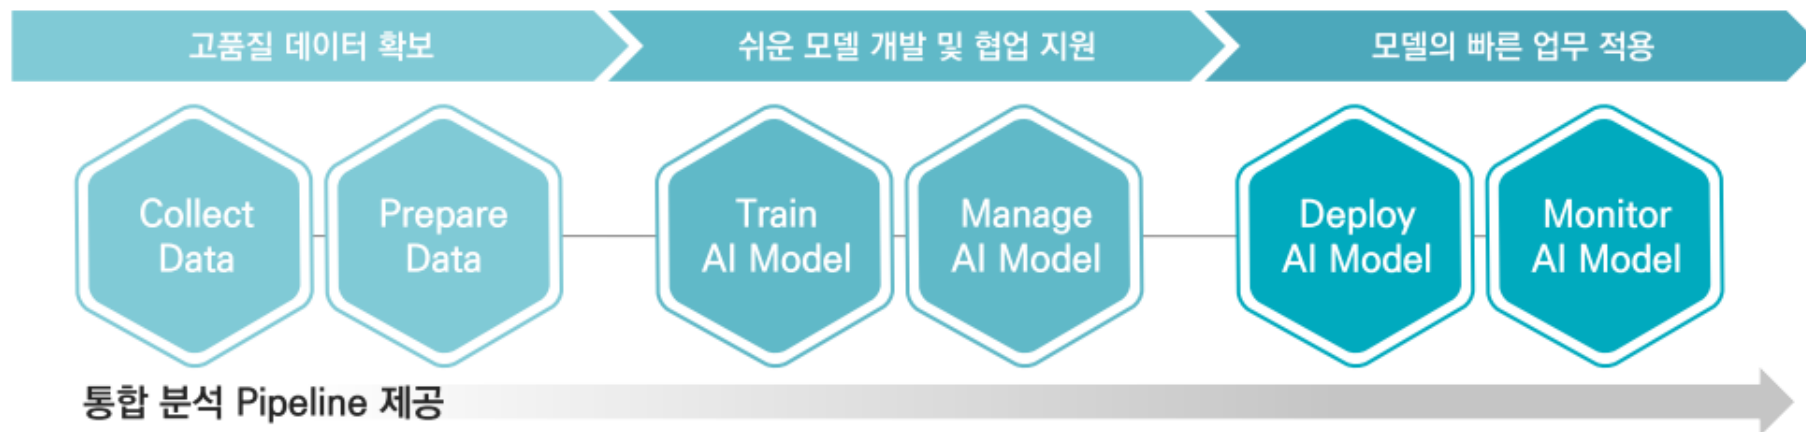 고품질 데이터 확보
쉬운 모델 개발 및 협업 지원
모델의 빠른 업무 적용
Collect
Data
Prepare
Data
Train
AI Model
Manage
AI Model
Deploy
AI Model
Monitor
AI Model
통합 분석 Pipeline 제공